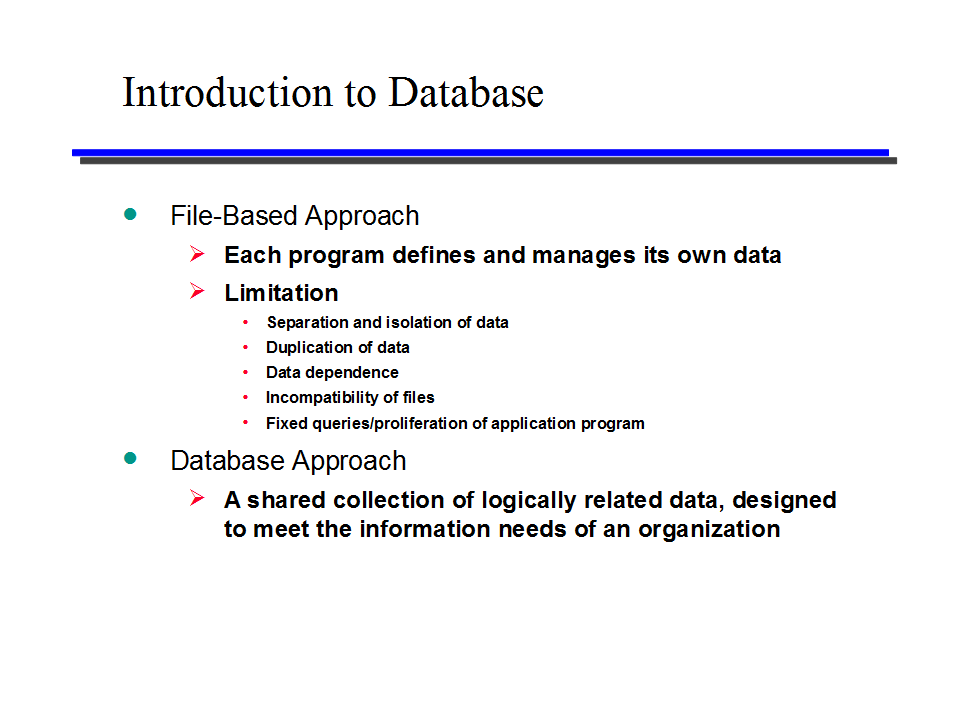 Introduction to Database
File-Based Approach
Each program defines and manages its own data
Limitation
Separation and isolation of data
Duplication of data
Data dependence
Incompatibility of files
Fixed queries/proliferation of application program
Database Approach
A shared collection of logically related data, designed
to meet the information needs of an organization